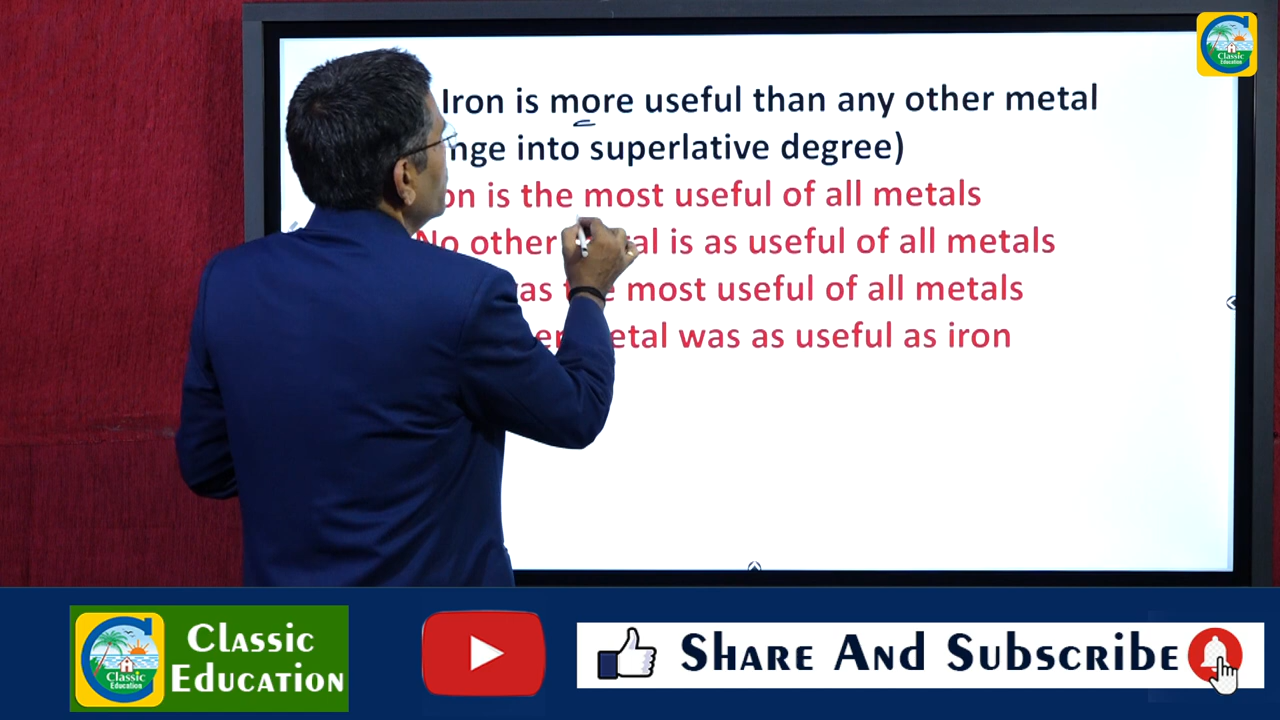 Iron is more useful than any other metal
nge into superlative degree)
on is the most useful of all metals
No other al is as useful of all metals
as e most useful of all metals
er etal was as useful as iron
Classic
Education
Classic
Education
Classic
Education
Share And Subscribe